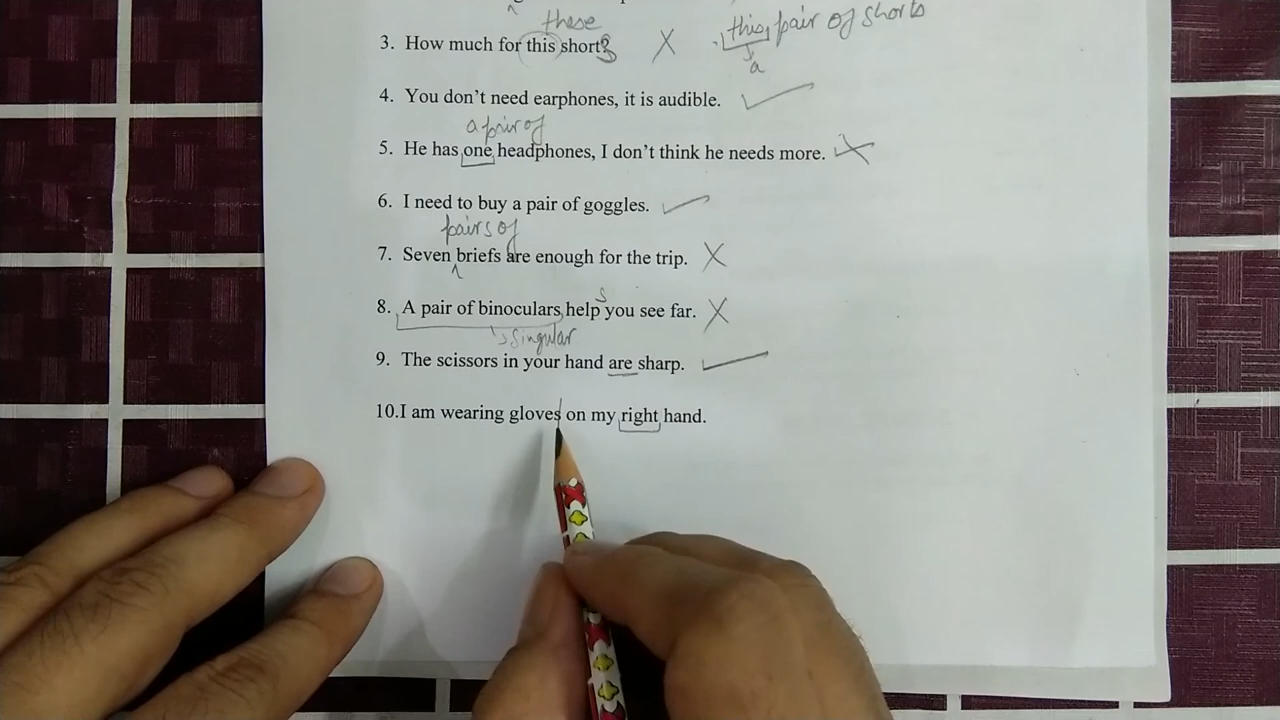 these
this, pair of shorts
3. How much for this short? X
a
4. You don't need earphones, it is audible.
a pair of
5. He has one headphones, I don't think he needs more.
6. I need to buy a pair of goggles.
pairs of
7. Seven briefs are enough for the trip. X
s
8. A pair of binoculars help you see far. X
singular
9. The scissors in your hand are sharp.
10.I am wearing gloves on my right hand.